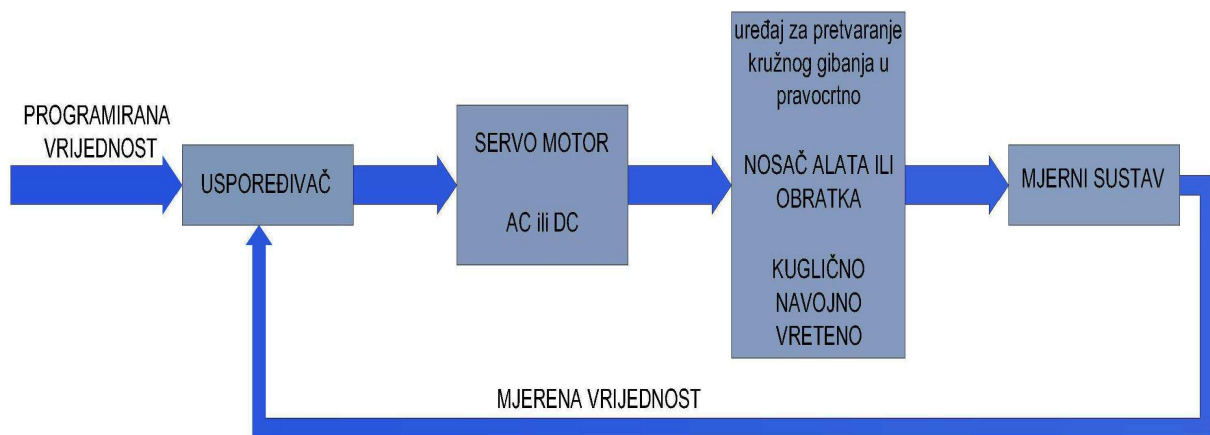 PROGRAMIRANA
VRIJEDNOST
USPOREĐIVAČ
SERVO MOTOR
AC ili DC
uređaj za pretvaranje
kružnog gibanja u
pravocrtno
NOSAČ ALATA ILI
OBRATKA
KUGLIČNO
NAVOJNO
VRETENO
MJERNI SUSTAV
MJERENA VRIJEDNOST